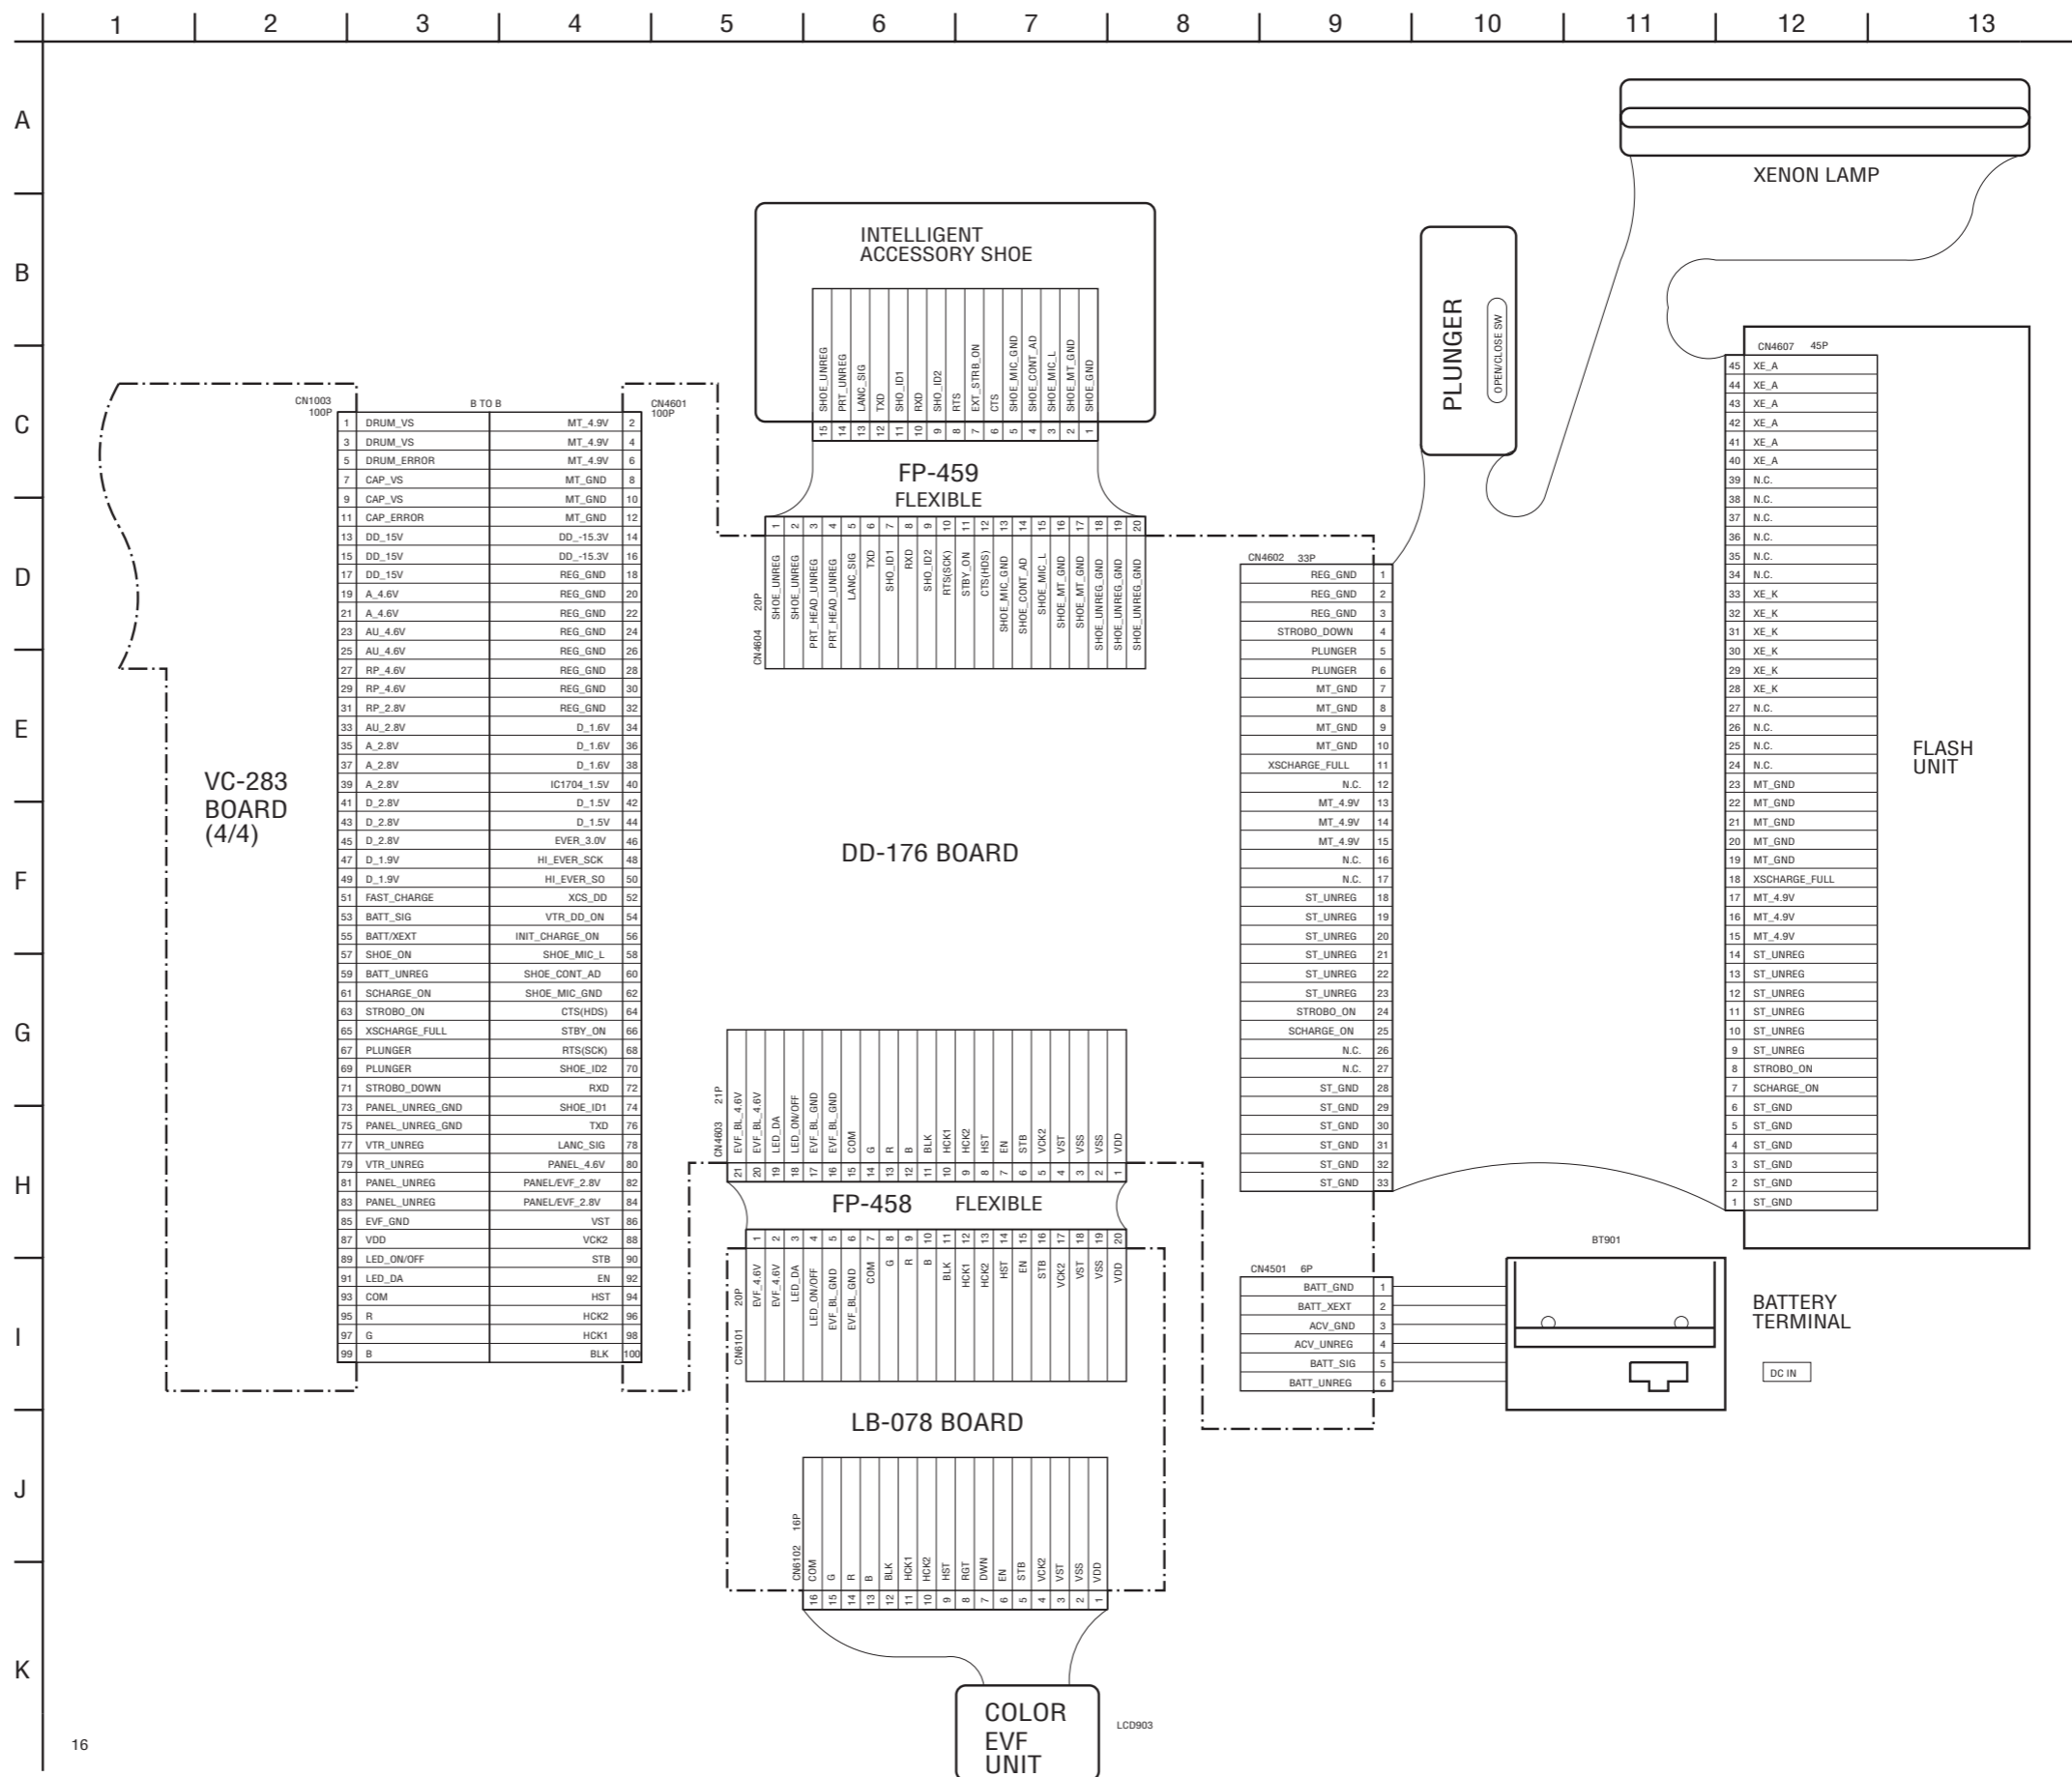 1 2 3 4 5 6 7 8 9 10 11 12 13
A
B
C
D
E
F
G
H
I
J
K
XENON LAMP
INTELLIGENT
ACCESSORY SHOE
15 SHOE_UNREG
14 PRT_UNREG
13 LANC_SIG
12 TXD
11 SHO_ID1
10 RXD
9 SHO_ID2
8 RTS
7 EXT_STRB_ON
6 CTS
5 SHOE_MIC_GND
4 SHOE_CONT_AD
3 SHOE_MIC_L
2 SHOE_MT_GND
1 SHOE_GND
FP-459
FLEXIBLE
CN4604 20P
1 SHOE_UNREG
2 SHOE_UNREG
3 PRT_HEAD_UNREG
4 PRT_HEAD_UNREG
5 LANC_SIG
6 TXD
7 SHO_ID1
8 RXD
9 SHO_ID2
10 RTS(SCK)
11 STBY_ON
12 CTS(HDS)
13 SHOE_MIC_GND
14 SHOE_CONT_AD
15 SHOE_MIC_L
16 SHOE_MT_GND
17 SHOE_MT_GND
18 SHOE_UNREG_GND
19 SHOE_UNREG_GND
20 SHOE_UNREG_GND
PLUNGER
OPEN/CLOSE SW
VC-283
BOARD
(4/4)
CN1003
100P
B TO B
CN4601
100P
1 DRUM_VS MT_4.9V 2
3 DRUM_VS MT_4.9V 4
5 DRUM_ERROR MT_4.9V 6
7 CAP_VS MT_GND 8
9 CAP_VS MT_GND 10
11 CAP_ERROR MT_GND 12
13 DD_15V DD_-15.3V 14
15 DD_15V DD_-15.3V 16
17 DD_15V REG_GND 18
19 A_4.6V REG_GND 20
21 A_4.6V REG_GND 22
23 AU_4.6V REG_GND 24
25 AU_4.6V REG_GND 26
27 RP_4.6V REG_GND 28
29 RP_4.6V REG_GND 30
31 RP_2.8V REG_GND 32
33 AU_2.8V D_1.6V 34
35 A_2.8V D_1.6V 36
37 A_2.8V D_1.6V 38
39 A_2.8V IC1704_1.5V 40
41 D_2.8V D_1.5V 42
43 D_2.8V D_1.5V 44
45 D_2.8V EVER_3.0V 46
47 D_1.9V HI_EVER_SCK 48
49 D_1.9V HI_EVER_SO 50
51 FAST_CHARGE XCS_DD 52
53 BATT_SIG VTR_DD_ON 54
55 BATT/XEXT INIT_CHARGE_ON 56
57 SHOE_ON SHOE_MIC_L 58
59 BATT_UNREG SHOE_CONT_AD 60
61 SCHARGE_ON SHOE_MIC_GND 62
63 STROBO_ON CTS(HDS) 64
65 XSCHARGE_FULL STBY_ON 66
67 PLUNGER RTS(SCK) 68
69 PLUNGER SHOE_ID2 70
71 STROBO_DOWN RXD 72
73 PANEL_UNREG_GND SHOE_ID1 74
75 PANEL_UNREG_GND TXD 76
77 VTR_UNREG LANC_SIG 78
79 VTR_UNREG PANEL_4.6V 80
81 PANEL_UNREG PANEL/EVF_2.8V 82
83 PANEL_UNREG PANEL/EVF_2.8V 84
85 EVF_GND VST 86
87 VDD VCK2 88
89 LED_ON/OFF STB 90
91 LED_DA EN 92
93 COM HST 94
95 R HCK2 96
97 G HCK1 98
99 B BLK 100
DD-176 BOARD
CN4602 33P
REG_GND 1
REG_GND 2
REG_GND 3
STROBO_DOWN 4
PLUNGER 5
PLUNGER 6
MT_GND 7
MT_GND 8
MT_GND 9
MT_GND 10
XSCHARGE_FULL 11
N.C. 12
MT_4.9V 13
MT_4.9V 14
MT_4.9V 15
N.C. 16
N.C. 17
ST_UNREG 18
ST_UNREG 19
ST_UNREG 20
ST_UNREG 21
ST_UNREG 22
ST_UNREG 23
STROBO_ON 24
SCHARGE_ON 25
N.C. 26
N.C. 27
ST_GND 28
ST_GND 29
ST_GND 30
ST_GND 31
ST_GND 32
ST_GND 33
CN4607 45P
45 XE_A
44 XE_A
43 XE_A
42 XE_A
41 XE_A
40 XE_A
39 N.C.
38 N.C.
37 N.C.
36 N.C.
35 N.C.
34 N.C.
33 XE_K
32 XE_K
31 XE_K
30 XE_K
29 XE_K
28 XE_K
27 N.C.
26 N.C.
25 N.C.
24 N.C.
23 MT_GND
22 MT_GND
21 MT_GND
20 MT_GND
19 MT_GND
18 XSCHARGE_FULL
17 MT_4.9V
16 MT_4.9V
15 MT_4.9V
14 ST_UNREG
13 ST_UNREG
12 ST_UNREG
11 ST_UNREG
10 ST_UNREG
9 ST_UNREG
8 STROBO_ON
7 SCHARGE_ON
6 ST_GND
5 ST_GND
4 ST_GND
3 ST_GND
2 ST_GND
1 ST_GND
FLASH
UNIT
CN4603 21P
21 EVF_BL_4.6V
20 EVF_BL_4.6V
19 LED_DA
18 LED_ON/OFF
17 EVF_BL_GND
16 EVF_BL_GND
15 COM
14 G
13 R
12 B
11 BLK
10 HCK1
9 HCK2
8 HST
7 EN
6 STB
5 VCK2
4 VST
3 VSS
2 VSS
1 VDD
FP-458 FLEXIBLE
CN6101 20P
1 EVF_4.6V
2 EVF_4.6V
3 LED_DA
4 LED_ON/OFF
5 EVF_BL_GND
6 EVF_BL_GND
7 COM
8 G
9 R
10 B
11 BLK
12 HCK1
13 HCK2
14 HST
15 EN
16 STB
17 VCK2
18 VST
19 VSS
20 VDD
LB-078 BOARD
CN6102 16P
16 COM
15 G
14 R
13 B
12 BLK
11 HCK1
10 HCK2
9 HST
8 RGT
7 DWN
6 EN
5 STB
4 VCK2
3 VST
2 VSS
1 VDD
COLOR
EVF
UNIT
LCD903
CN4501 6P
BATT_GND 1
BATT_XEXT 2
ACV_GND 3
ACV_UNREG 4
BATT_SIG 5
BATT_UNREG 6
BT901
BATTERY
TERMINAL
DC IN
16